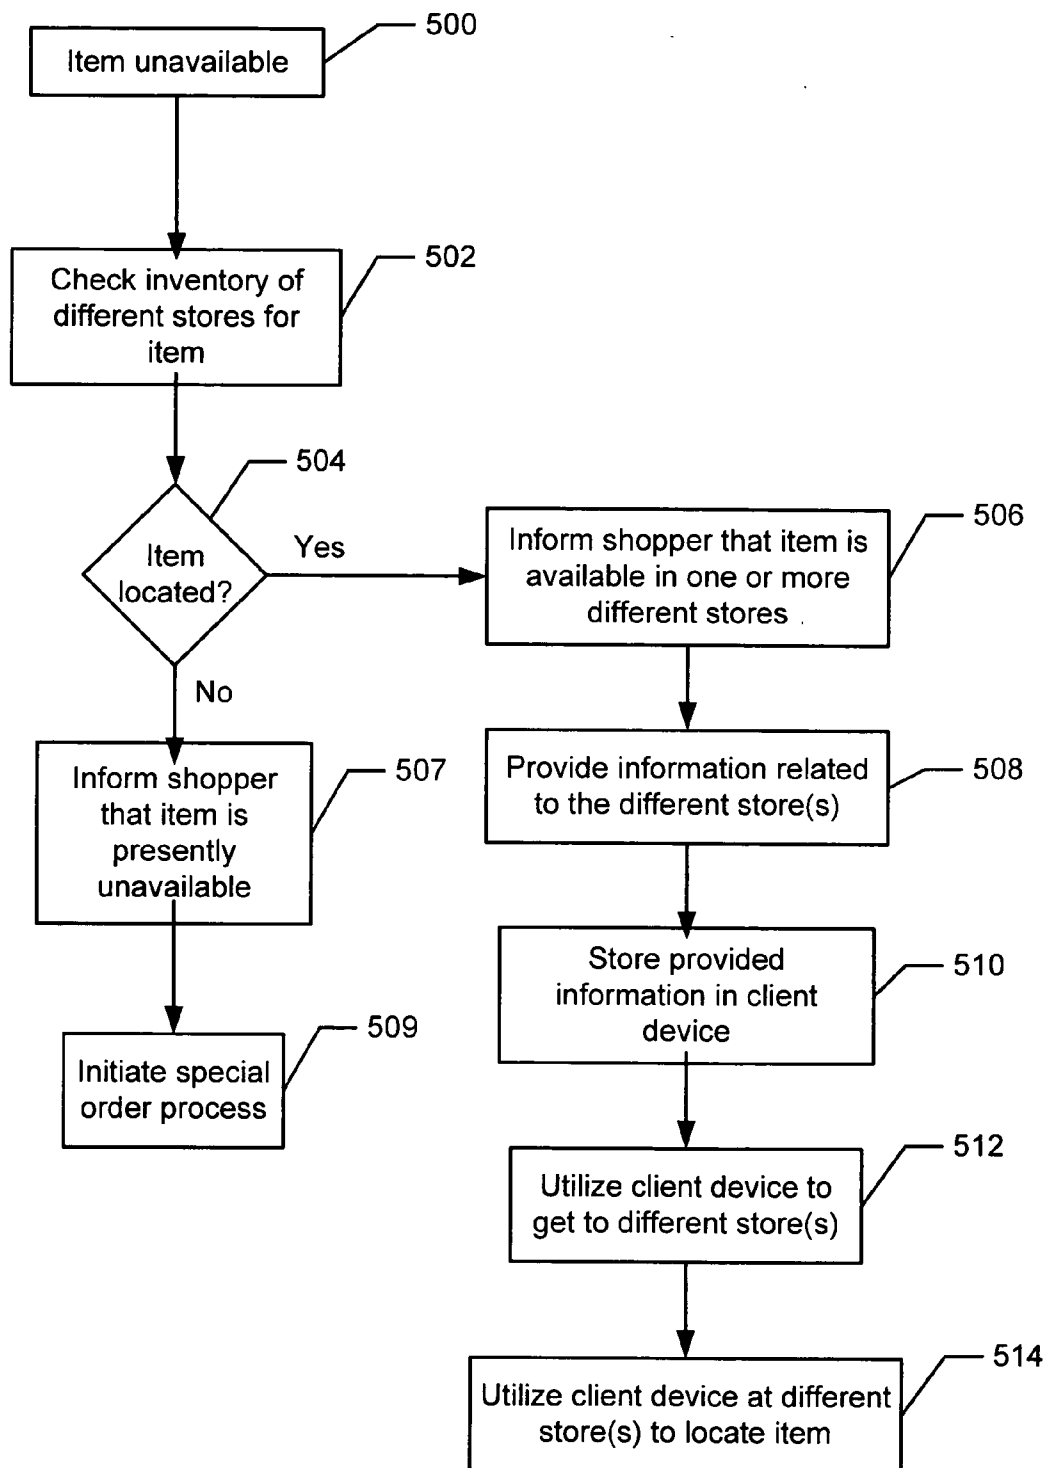 500
Item unavailable
502
Check inventory of
different stores for
item
504
Item
located?
Yes
No
506
Inform shopper that item is
available in one or more
different stores
507
Inform shopper
that item is
presently
unavailable
508
Provide information related
to the different store(s)
509
Initiate special
order process
510
Store provided
information in client
device
512
Utilize client device to
get to different store(s)
514
Utilize client device at different
store(s) to locate item